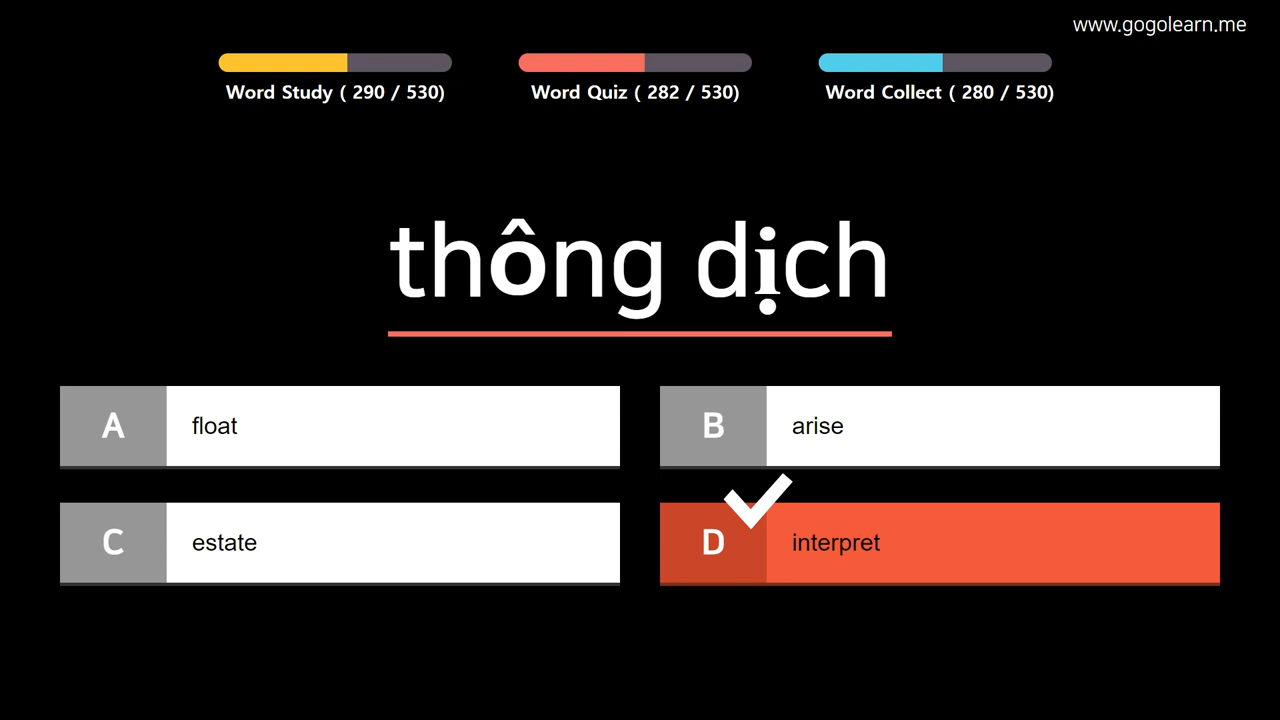 www.gogolearn.me
Word Study ( 290 / 530)
Word Quiz ( 282 / 530)
Word Collect ( 280 / 530)
thông dịch
A float
B arise
C estate
D interpret